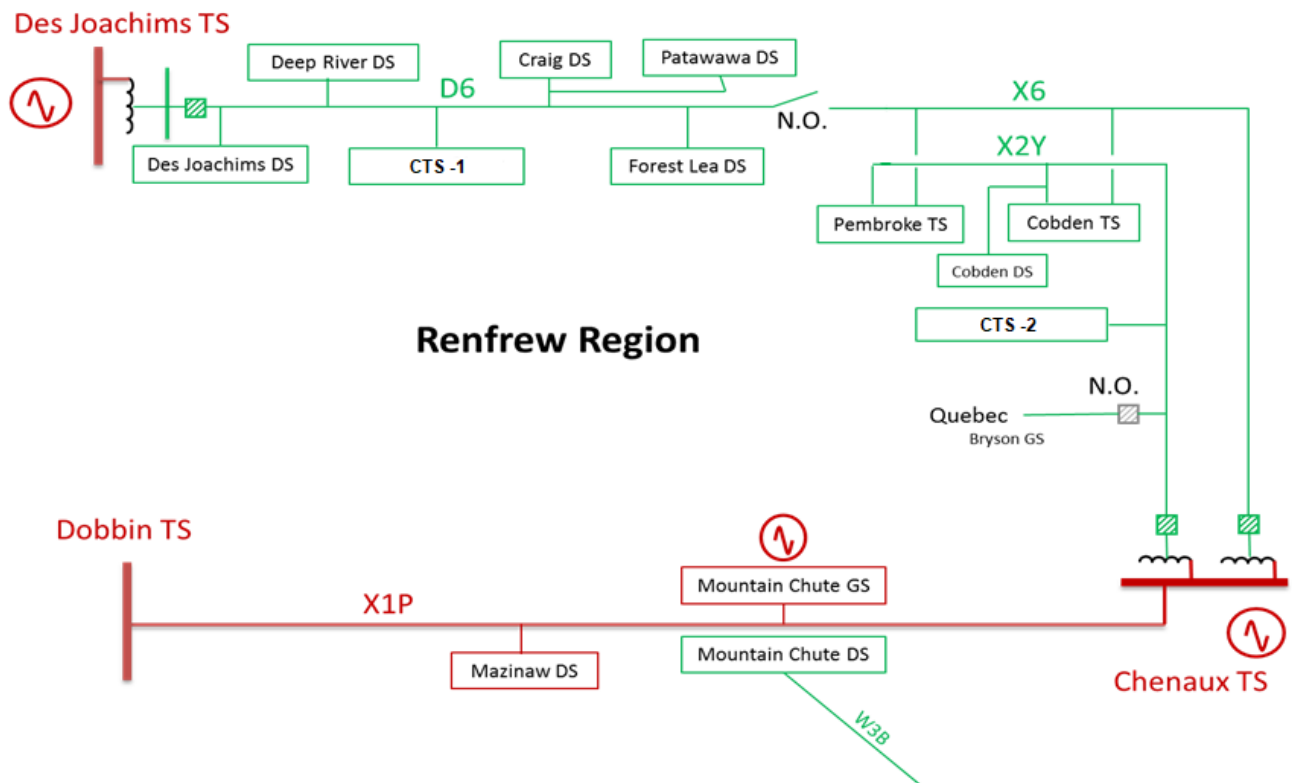 Des Joachims TS
Deep River DS
Craig DS
Patawawa DS
D6
X6
N.O.
Des Joachims DS
CTS -1
Forest Lea DS
X2Y
Pembroke TS
Cobden TS
Cobden DS
CTS -2
Renfrew Region
N.O.
Quebec
Bryson GS
Dobbin TS
Mountain Chute GS
X1P
Mazinaw DS
Mountain Chute DS
Chenaux TS
W3B